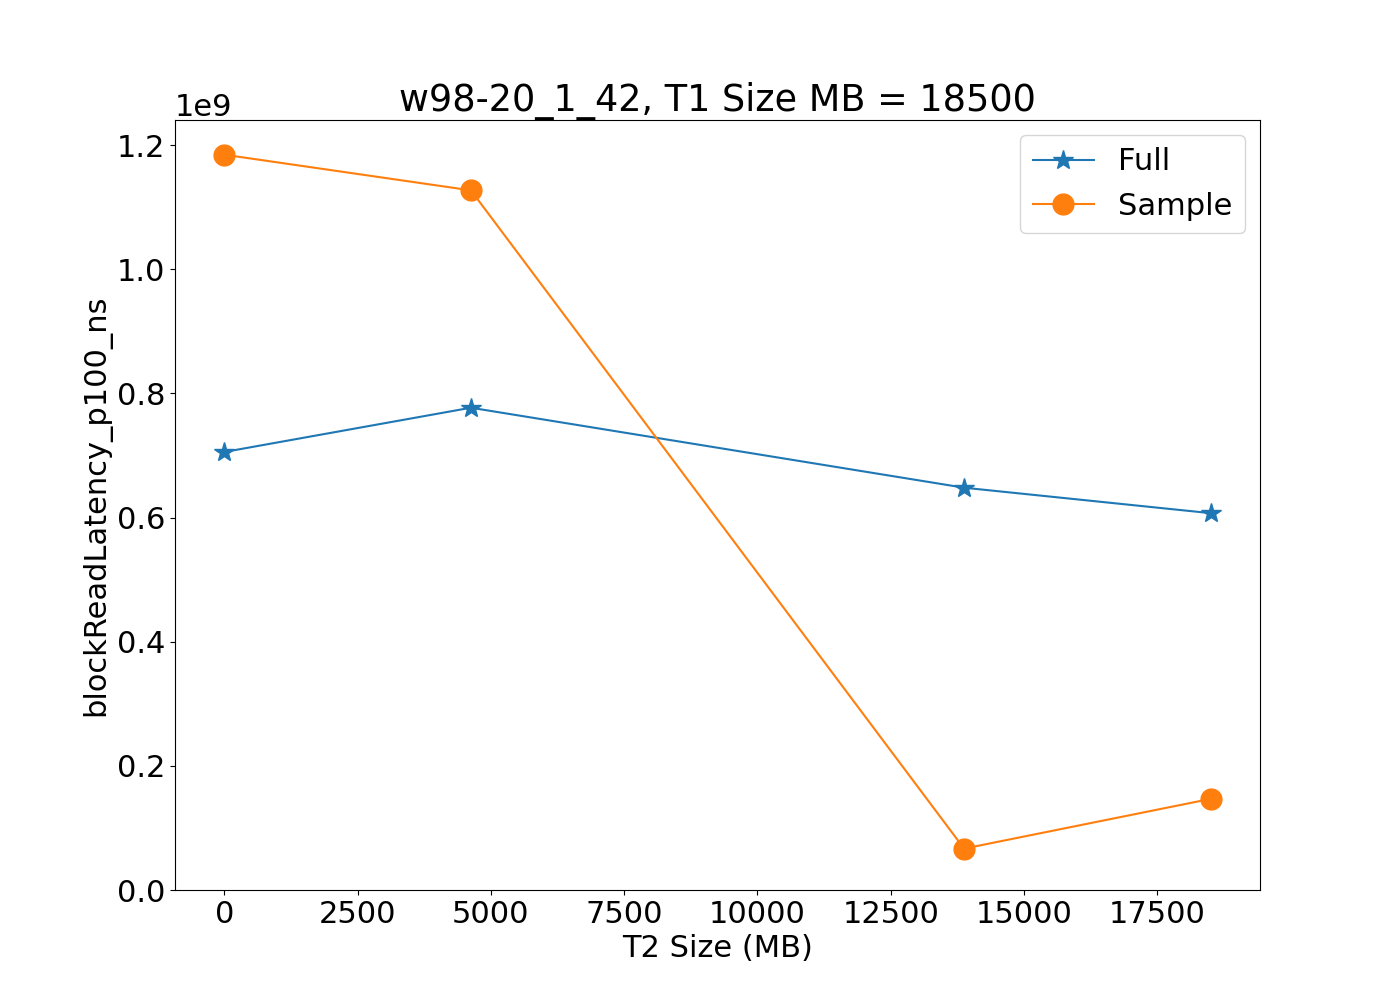 w98-20_1_42, T1 Size MB = 18500
1e9
Full
Sample
1.2
1.0
0.8
0.6
0.4
0.2
0.0
blockReadLatency_p100_ns
0 2500 5000 7500 10000 12500 15000 17500
T2 Size (MB)